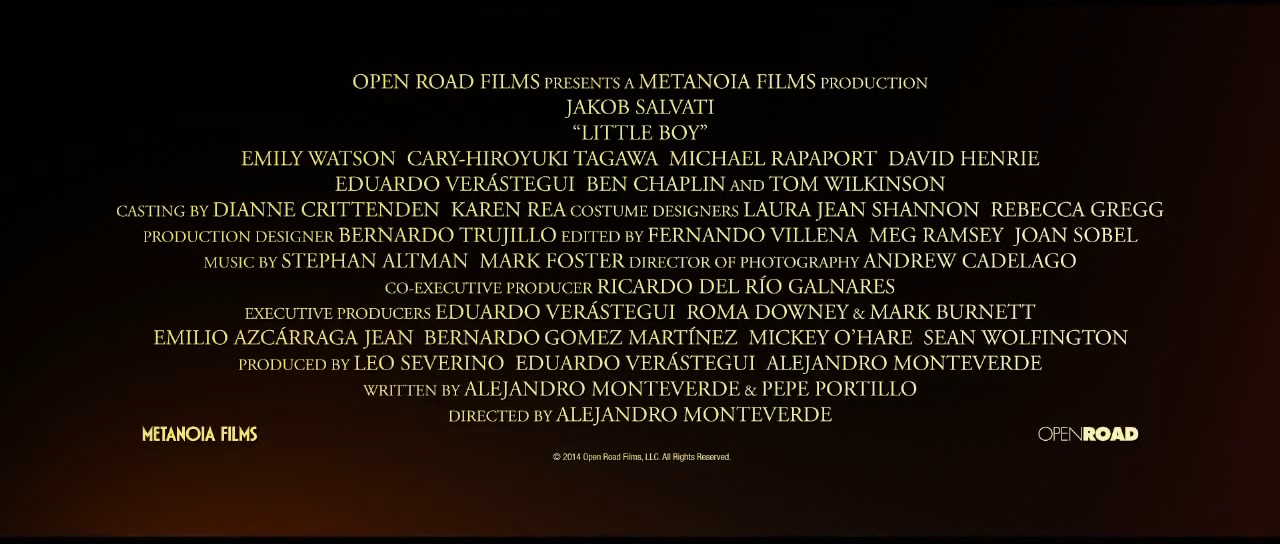 OPEN ROAD FILMS PRESENTS A METANOIA FILMS PRODUCTION
JAKOB SALVATI
“LITTLE BOY”
EMILY WATSON CARY-HIROYUKI TAGAWA MICHAEL RAPAPORT DAVID HENRIE
EDUARDO VERÁSTEGUI BEN CHAPLIN AND TOM WILKINSON
CASTING BY DIANNE CRITTENDEN KAREN REA COSTUME DESIGNERS LAURA JEAN SHANNON REBECCA GREGG
PRODUCTION DESIGNER BERNARDO TRUJILLO EDITED BY FERNANDO VILLENA MEG RAMSEY JOAN SOBEL
MUSIC BY STEPHAN ALTMAN MARK FOSTER DIRECTOR OF PHOTOGRAPHY ANDREW CADELAGO
CO-EXECUTIVE PRODUCER RICARDO DEL RÍO GALNARES
EXECUTIVE PRODUCERS EDUARDO VERÁSTEGUI ROMA DOWNEY & MARK BURNETT
EMILIO AZCÁRRAGA JEAN BERNARDO GOMEZ MARTÍNEZ MICKEY O’HARE SEAN WOLFINGTON
PRODUCED BY LEO SEVERINO EDUARDO VERÁSTEGUI ALEJANDRO MONTEVERDE
WRITTEN BY ALEJANDRO MONTEVERDE & PEPE PORTILLO
DIRECTED BY ALEJANDRO MONTEVERDE
METANOIA FILMS
OPENROAD
© 2014 Open Road Films, LLC. All Rights Reserved.